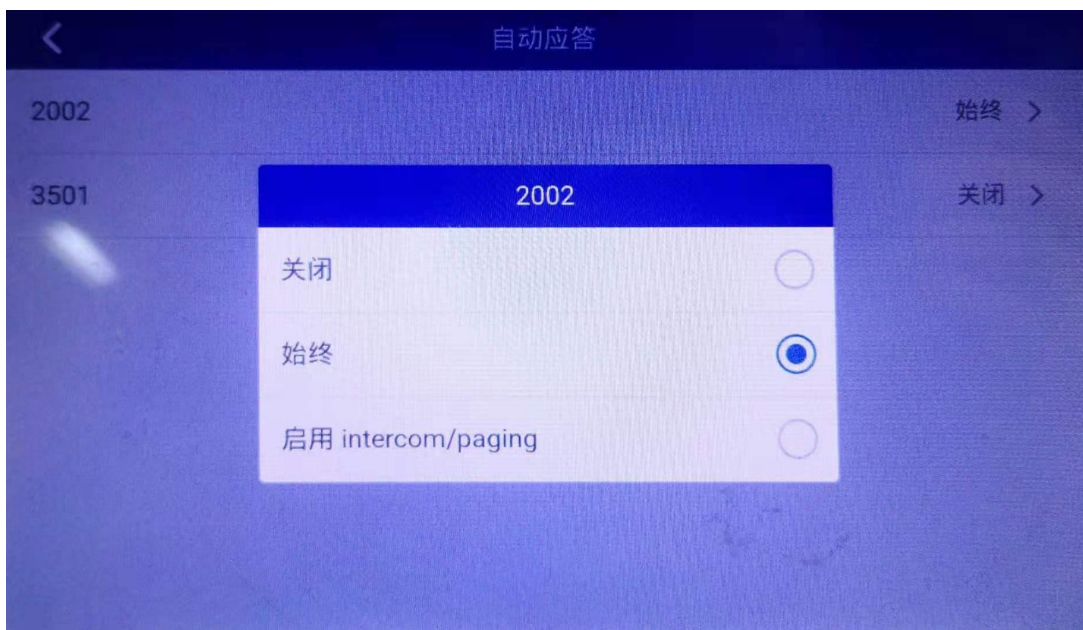 自动应答
2002 始终
3501 关闭
2002
关闭
始终
启用 intercom/paging